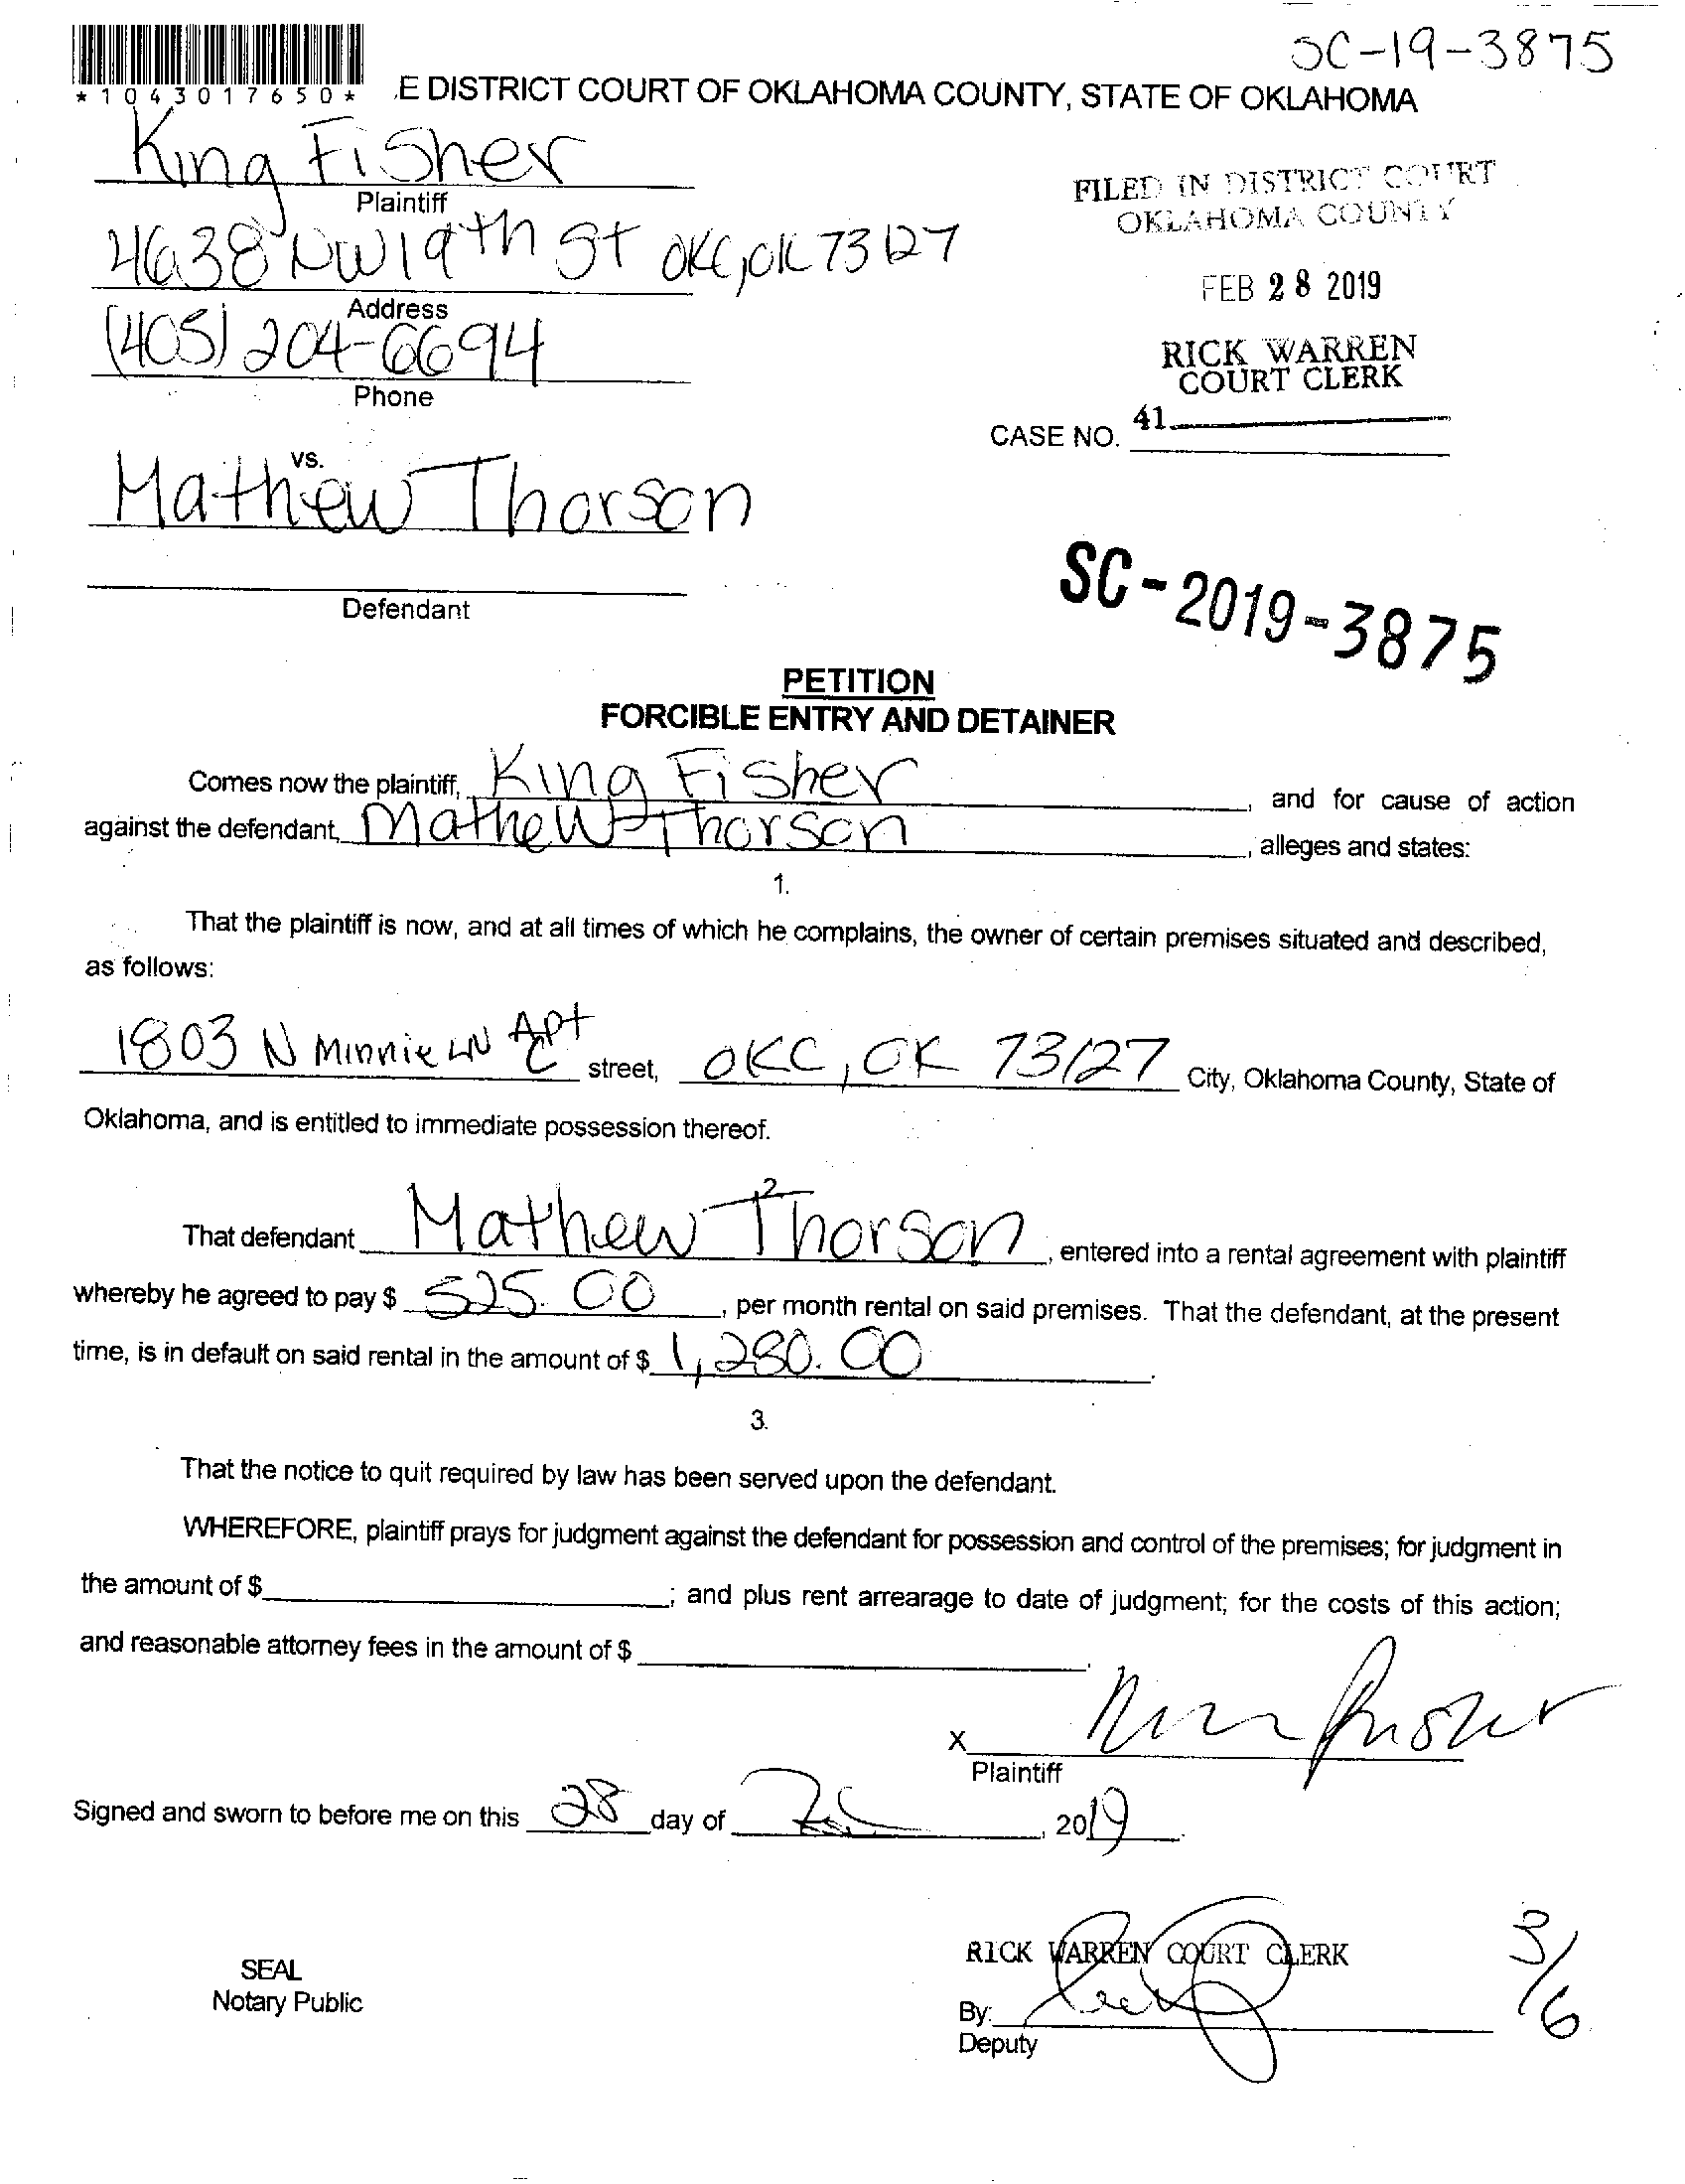 SC-19-3875
*1043017650*
.E DISTRICT COURT OF OKLAHOMA COUNTY, STATE OF OKLAHOMA
King Fisher
Plaintiff
FILED IN DISTRICT COURT
OKLAHOMA COUNTY
4638 NW 19th St OKC, OK 73127
Address
FEB 28 2019
(405) 204-6694
Phone
RICK WARREN
COURT CLERK
CASE NO. 41
vs.
Mathew Thorson
Defendant
SC-2019-3875
PETITION
FORCIBLE ENTRY AND DETAINER
Comes now the plaintiff, King Fisher, and for cause of action
against the defendant, Mathew Thorson, alleges and states:
1.
That the plaintiff is now, and at all times of which he complains, the owner of certain premises situated and described,
as follows:
1803 N Minnie LN Apt C street, OKC, OK 73127 City, Oklahoma County, State of
Oklahoma, and is entitled to immediate possession thereof.
2
That defendant Mathew Thorson, entered into a rental agreement with plaintiff
whereby he agreed to pay $ 525.00, per month rental on said premises. That the defendant, at the present
time, is in default on said rental in the amount of $ 1,280.00.
3.
That the notice to quit required by law has been served upon the defendant.
WHEREFORE, plaintiff prays for judgment against the defendant for possession and control of the premises; for judgment in
the amount of $ ; and plus rent arrearage to date of judgment; for the costs of this action;
and reasonable attorney fees in the amount of $ .
X
Plaintiff
Signed and sworn to before me on this 28 day of , 2019
RICK WARREN COURT CLERK
3/6
SEAL
Notary Public
By:
Deputy